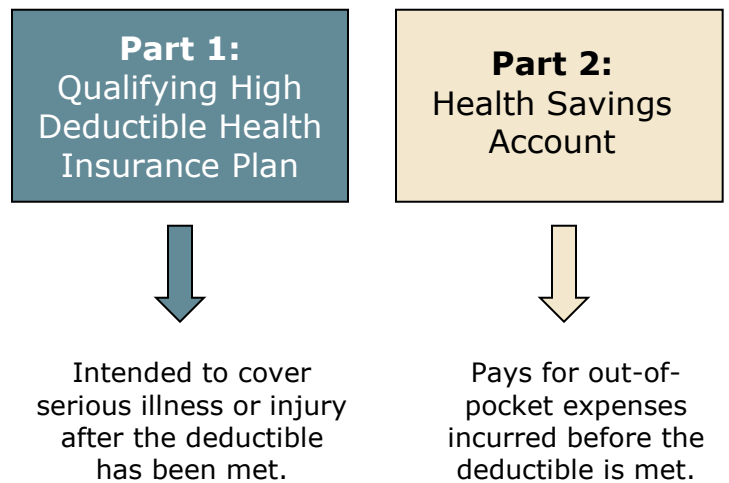 Part 1:
Qualifying High
Deductible Health
Insurance Plan
Part 2:
Health Savings
Account
Intended to cover
serious illness or injury
after the deductible
has been met.
Pays for out-of-
pocket expenses
incurred before the
deductible is met.